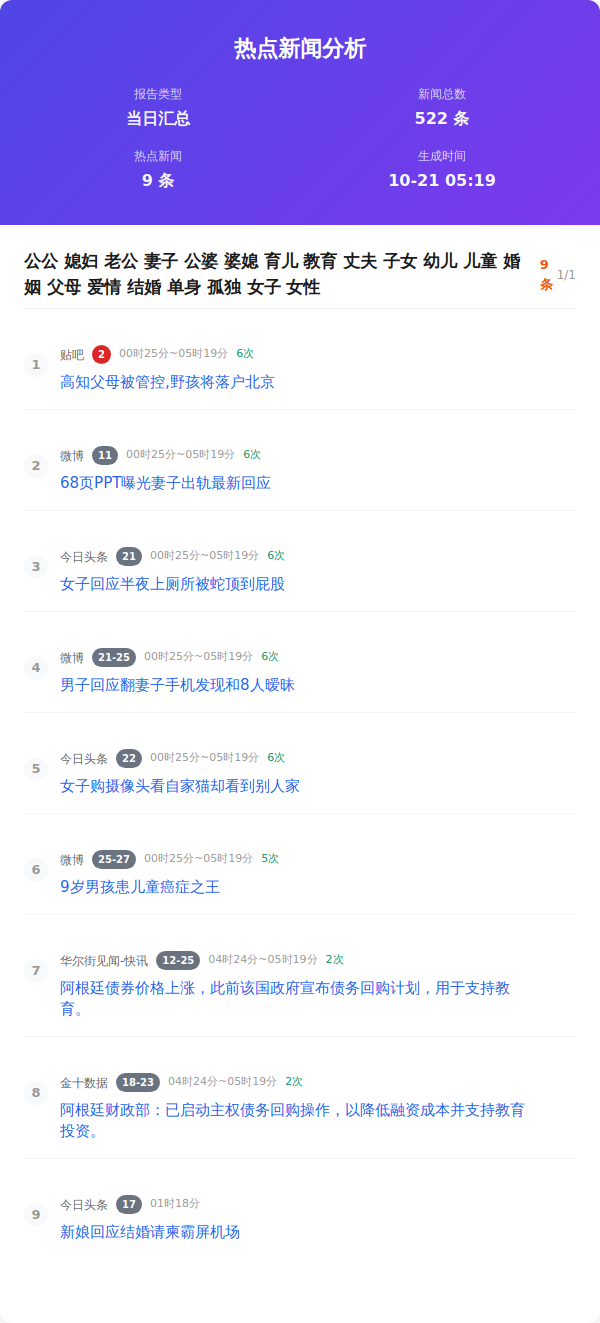 热点新闻分析
报告类型
当日汇总
新闻总数
522 条
热点新闻
9 条
生成时间
10-21 05:19
公公 媳妇 老公 妻子 公婆 婆媳 育儿 教育 丈夫 子女 幼儿 儿童 婚
姻 父母 爱情 结婚 单身 孤独 女子 女性
9
条
1/1
1
贴吧 2 00时25分~05时19分 6次
高知父母被管控,野孩将落户北京
2
微博 11 00时25分~05时19分 6次
68页PPT曝光妻子出轨最新回应
3
今日头条 21 00时25分~05时19分 6次
女子回应半夜上厕所被蛇顶到屁股
4
微博 21-25 00时25分~05时19分 6次
男子回应翻妻子手机发现和8人暧昧
5
今日头条 22 00时25分~05时19分 6次
女子购摄像头看自家猫却看到别人家
6
微博 25-27 00时25分~05时19分 5次
9岁男孩患儿童癌症之王
7
华尔街见闻-快讯 12-25 04时24分~05时19分 2次
阿根廷债券价格上涨，此前该国政府宣布债务回购计划，用于支持教
育。
8
金十数据 18-23 04时24分~05时19分 2次
阿根廷财政部：已启动主权债务回购操作，以降低融资成本并支持教育
投资。
9
今日头条 17 01时18分
新娘回应结婚请柬霸屏机场